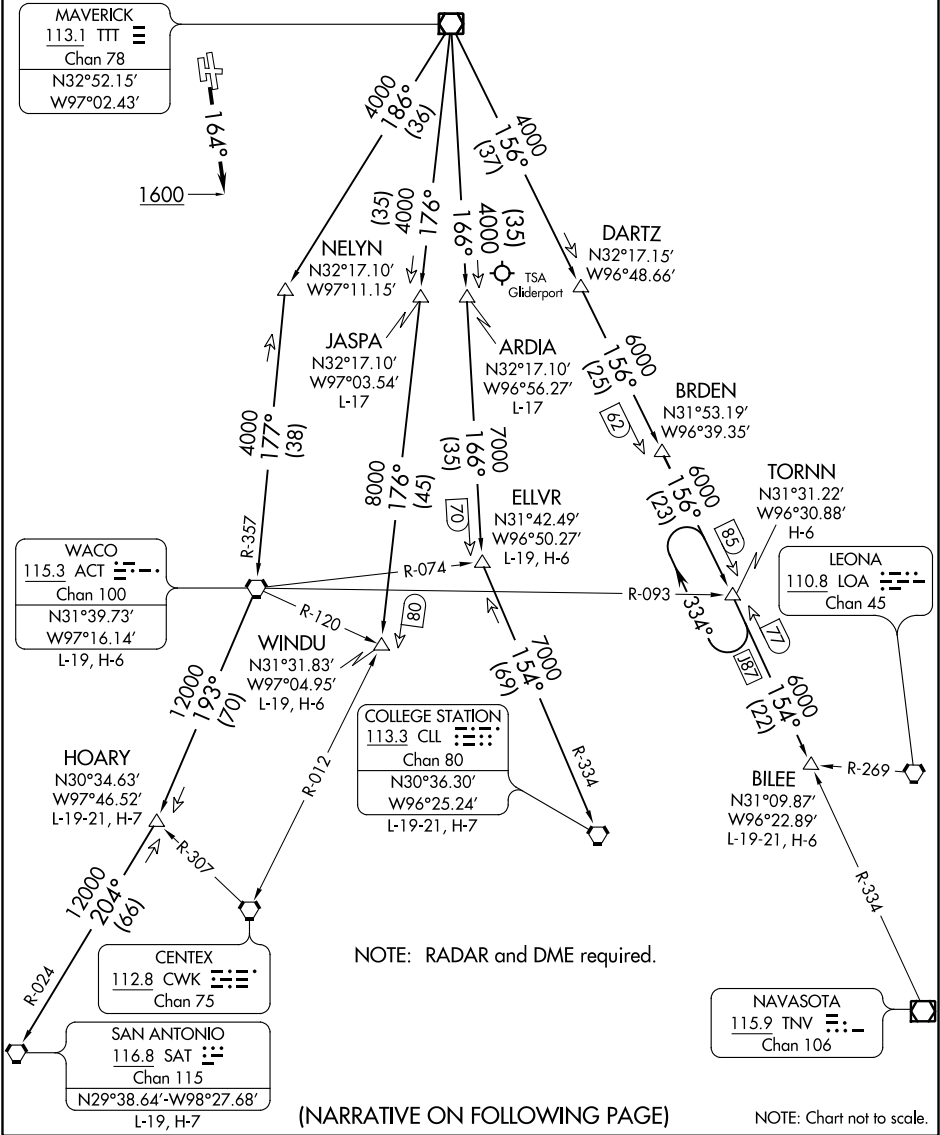 MAVERICK
113.1 TTT
Chan 78
N32°52.15'
W97°02.43'
164°
1600
4000
186°
(36)
(35)
4000
176°
166°
4000
(35)
4000
156°
(37)
TSA
Gliderport
NELYN
N32°17.10'
W97°11.15'
JASPA
N32°17.10'
W97°03.54'
L-17
ARDIA
N32°17.10'
W96°56.27'
L-17
DARTZ
N32°17.15'
W96°48.66'
6000
156°
(25)
62
BRDEN
N31°53.19'
W96°39.35'
4000
177°
(38)
R-357
8000
176°
(45)
7000
166°
(35)
70
ELLVR
N31°42.49'
W96°50.27'
L-19, H-6
6000
156°
(23)
85
TORNN
N31°31.22'
W96°30.88'
H-6
WACO
115.3 ACT
Chan 100
N31°39.73'
W97°16.14'
L-19, H-6
R-074
R-093
R-120
80
WINDU
N31°31.83'
W97°04.95'
L-19, H-6
334°
77
J87
LEONA
110.8 LOA
Chan 45
12000
193°
(70)
7000
154°
(69)
R-334
6000
154°
(22)
R-269
BILEE
N31°09.87'
W96°22.89'
L-19-21, H-6
COLLEGE STATION
113.3 CLL
Chan 80
N30°36.30'
W96°25.24'
L-19-21, H-7
HOARY
N30°34.63'
W97°46.52'
L-19-21, H-7
R-012
R-307
12000
204°
(66)
R-024
R-334
CENTEX
112.8 CWK
Chan 75
NOTE: RADAR and DME required.
NAVASOTA
115.9 TNV
Chan 106
SAN ANTONIO
116.8 SAT
Chan 115
N29°38.64'-W98°27.68'
L-19, H-7
(NARRATIVE ON FOLLOWING PAGE)
NOTE: Chart not to scale.